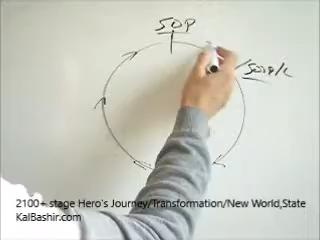 SOP
2100+ stage Hero's Journey/Transformation/New World,State
KalBashir.com